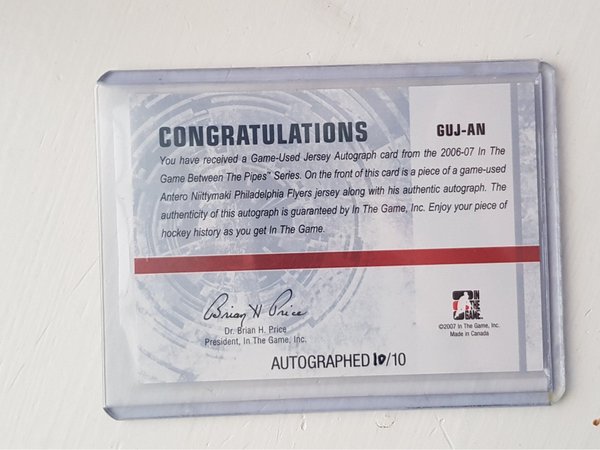 CONGRATULATIONS
GUJ-AN
You have received a Game-Used Jersey Autograph card from the 2006-07 In The
Game Between The Pipes™ Series. On the front of this card is a piece of a game-used
Antero Niittymaki Philadelphia Flyers jersey along with his authentic autograph. The
authenticity of this autograph is guaranteed by In The Game, Inc. Enjoy your piece of
hockey history as you get In The Game.
Brian H Price
Dr. Brian H. Price
President, In The Game, Inc.
IN
THE
GAME
©2007 In The Game, Inc.
Made in Canada
AUTOGRAPHED 10/10